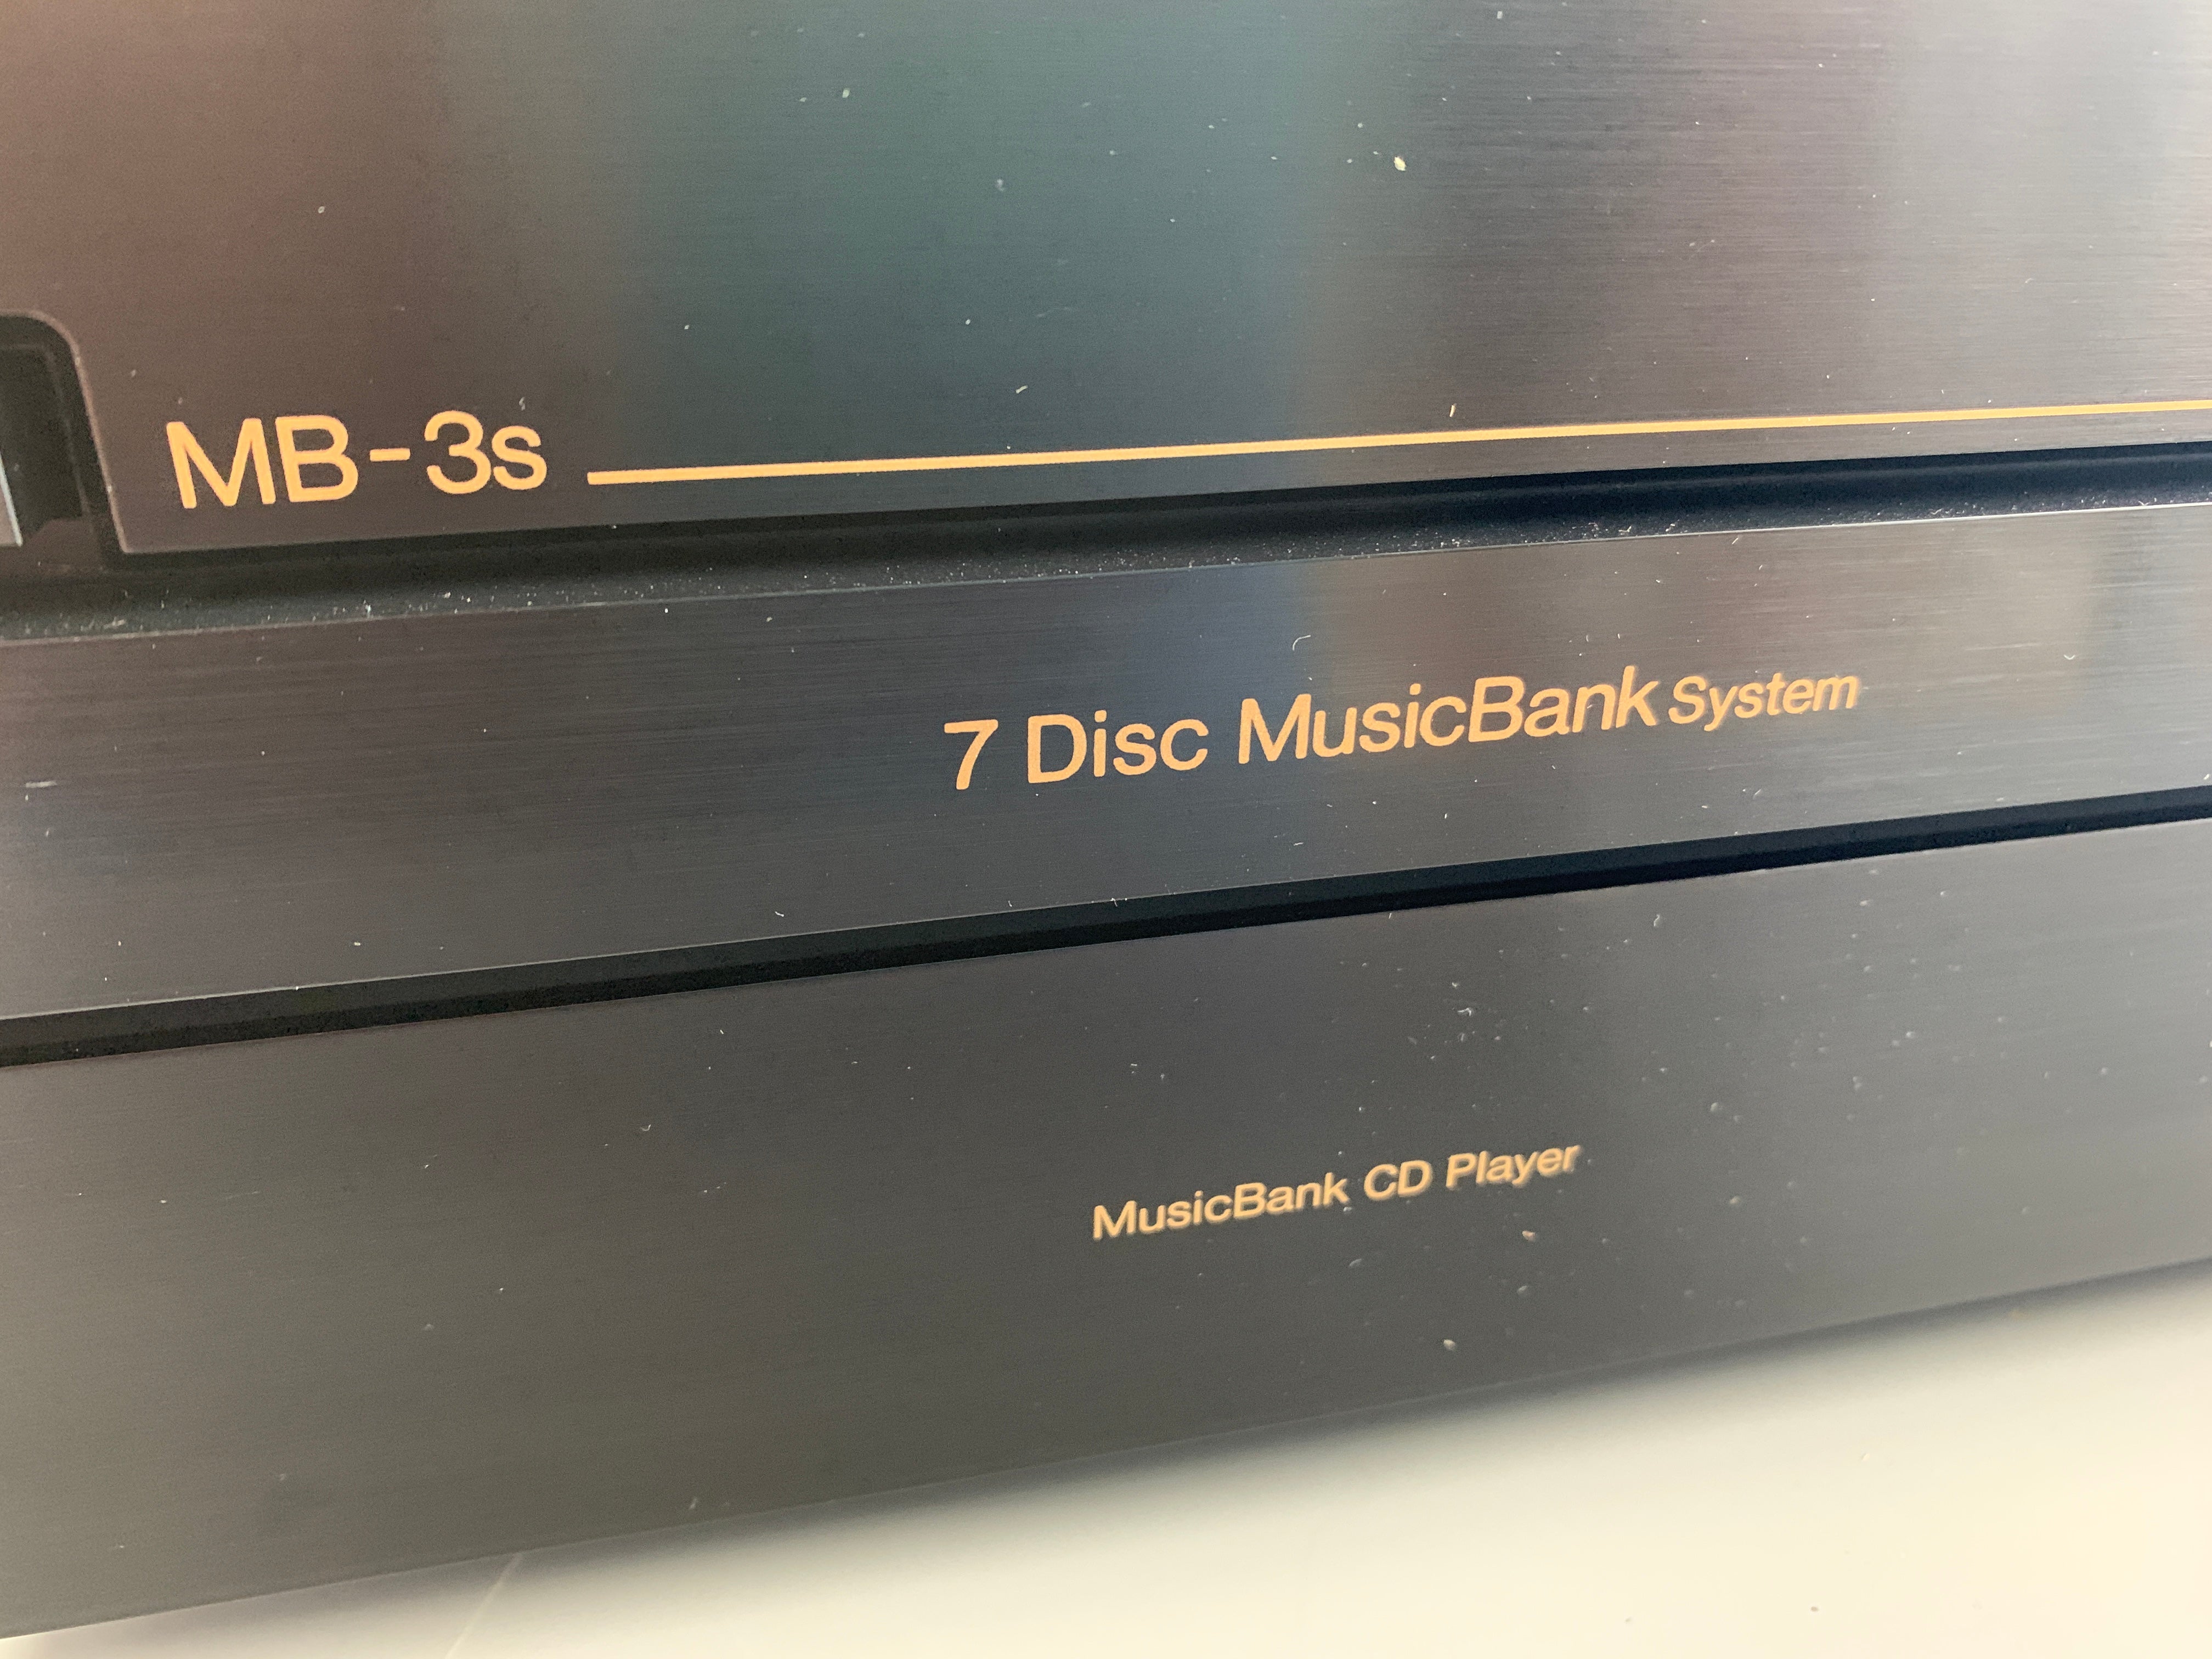 MB-3s
7 Disc MusicBank System
MusicBank CD Player